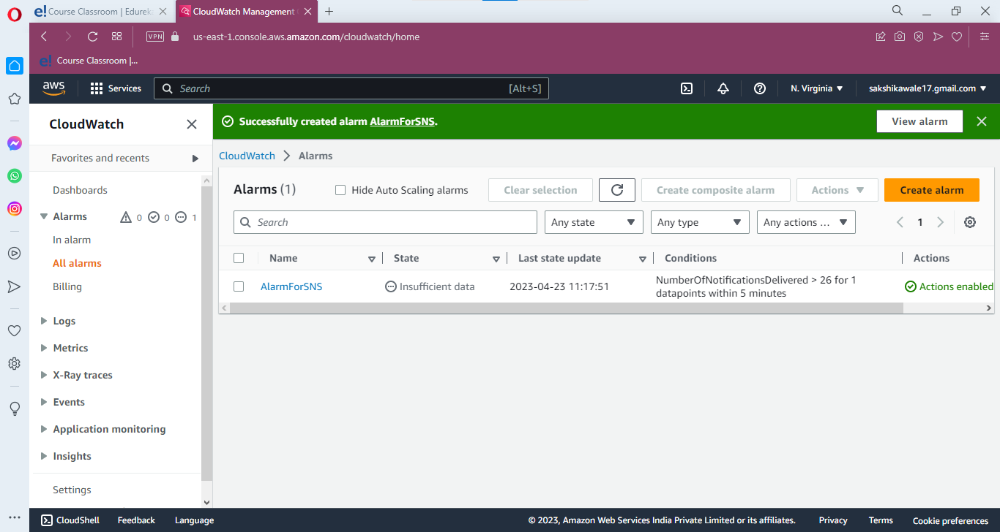 e! Course Classroom | Edurek
CloudWatch Management
VPN us-east-1.console.aws.amazon.com/cloudwatch/home
e! Course Classroom |...
aws Services Search [Alt+S] N. Virginia sakshikawale17.gmail.com
CloudWatch
Successfully created alarm AlarmForSNS. View alarm
Favorites and recents
Dashboards
Alarms 0 0 1
In alarm
All alarms
Billing
Logs
Metrics
X-Ray traces
Events
Application monitoring
Insights
Settings
CloudWatch Alarms
Alarms (1) Hide Auto Scaling alarms Clear selection Create composite alarm Actions Create alarm
Search Any state Any type Any actions ... 1
Name State Last state update Conditions Actions
AlarmForSNS Insufficient data 2023-04-23 11:17:51 NumberOfNotificationsDelivered > 26 for 1
datapoints within 5 minutes Actions enabled
CloudShell Feedback Language © 2023, Amazon Web Services India Private Limited or its affiliates. Privacy Terms Cookie preferences